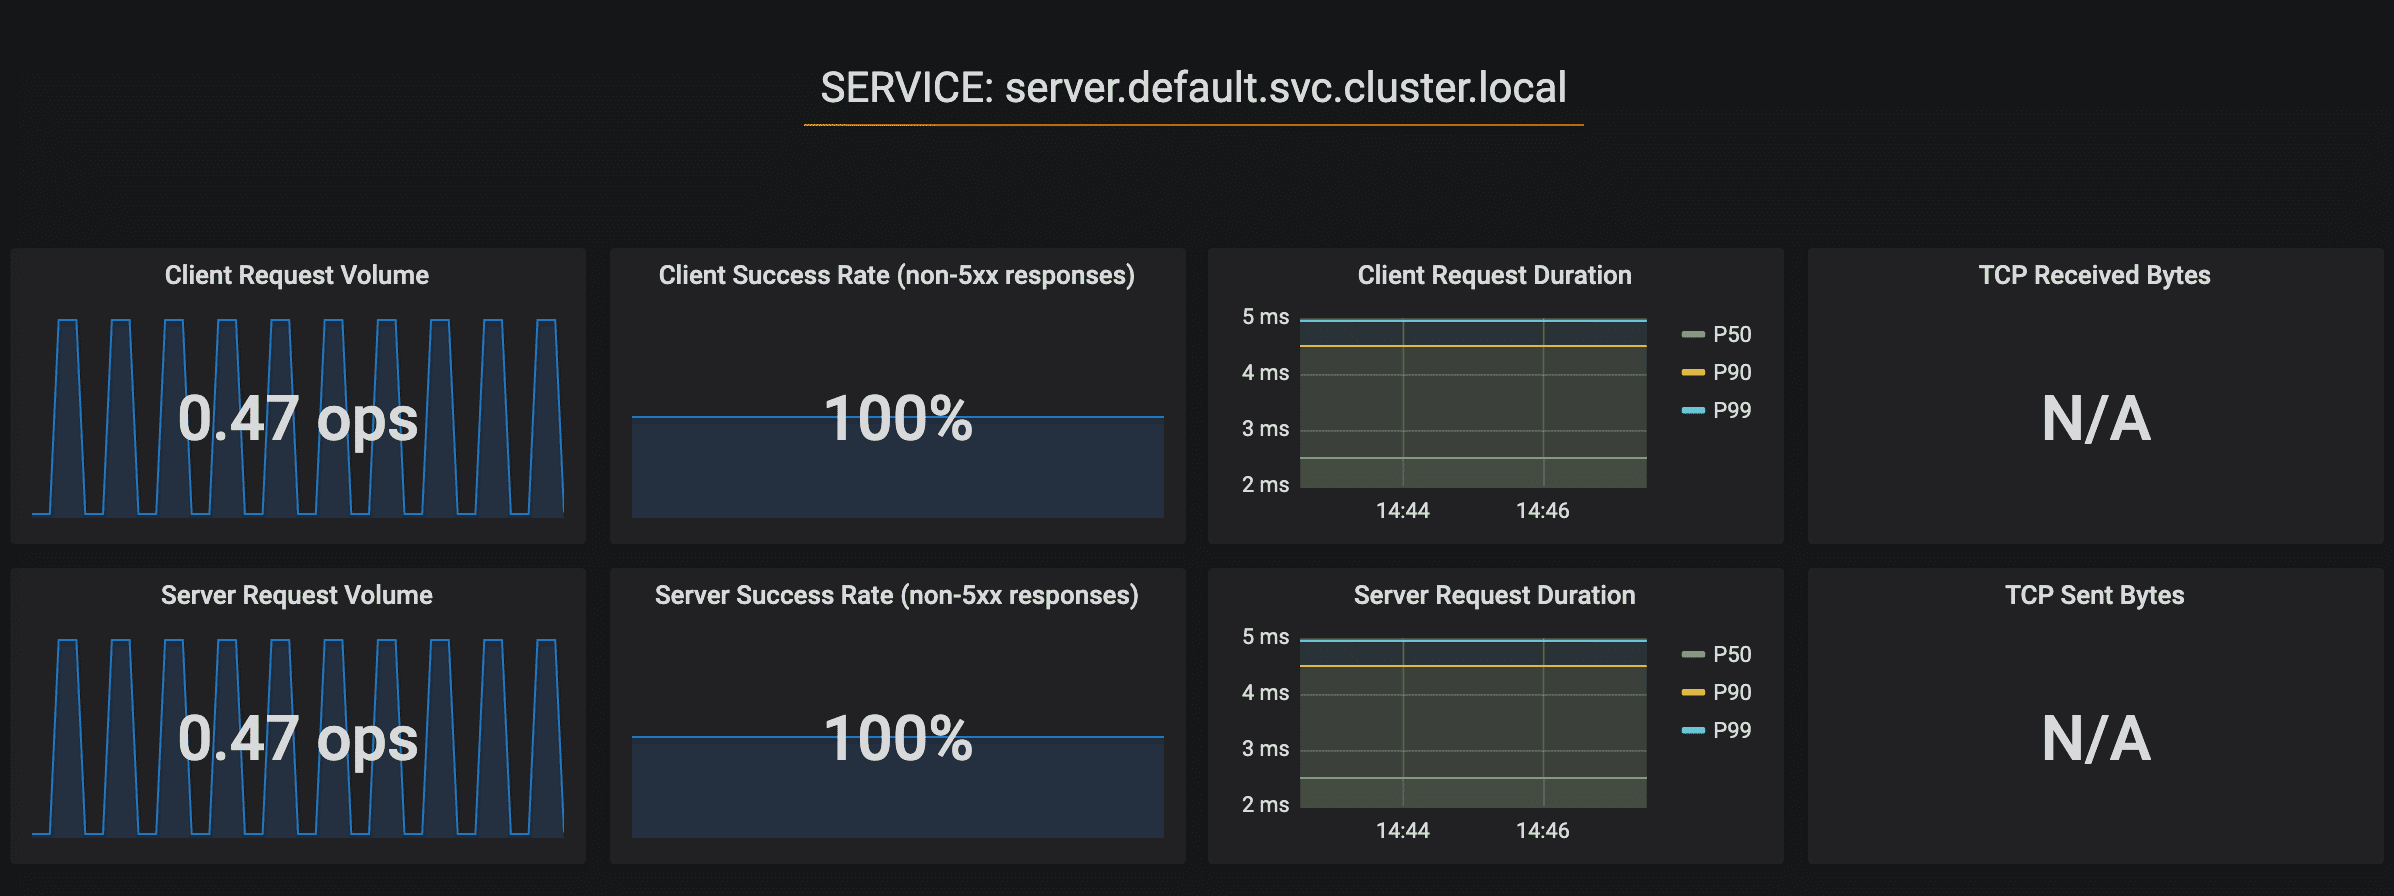 SERVICE: server.default.svc.cluster.local
Client Request Volume
0.47 ops
Client Success Rate (non-5xx responses)
100%
Client Request Duration
5 ms
4 ms
3 ms
2 ms
14:44
14:46
P50
P90
P99
TCP Received Bytes
N/A
Server Request Volume
0.47 ops
Server Success Rate (non-5xx responses)
100%
Server Request Duration
5 ms
4 ms
3 ms
2 ms
14:44
14:46
P50
P90
P99
TCP Sent Bytes
N/A